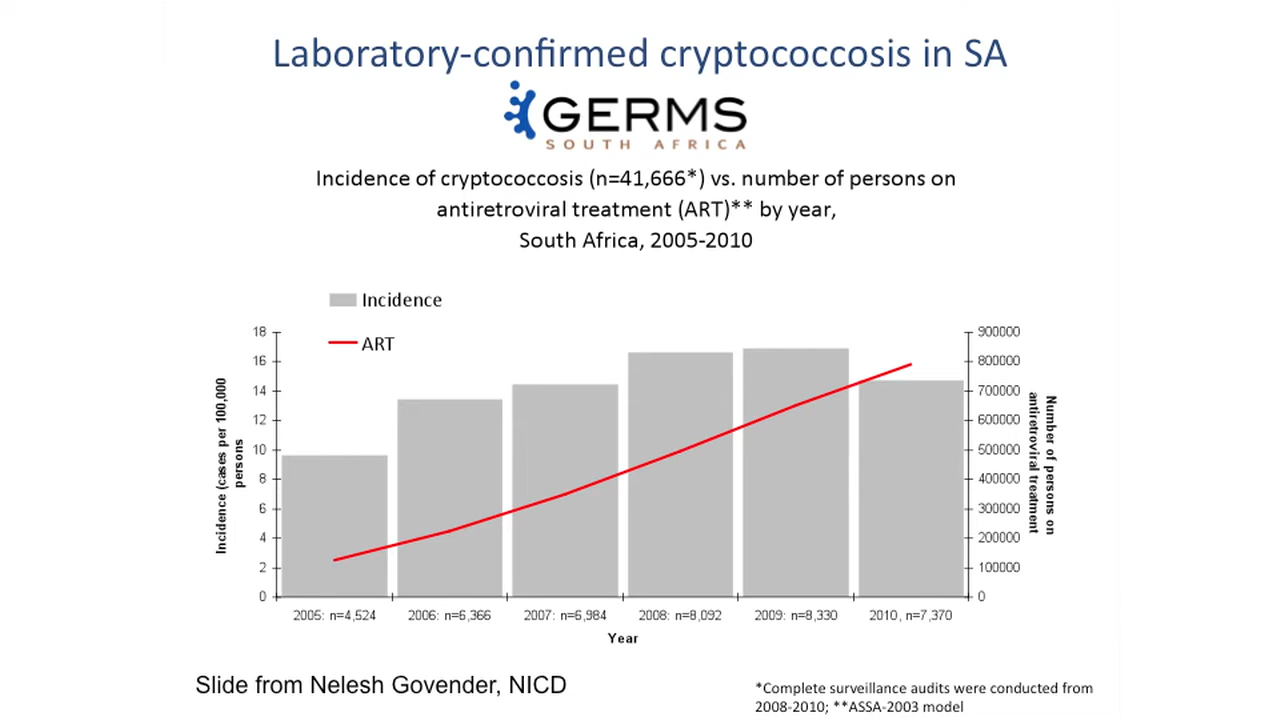 Laboratory-confirmed cryptococcosis in SA
GERMS
SOUTH AFRICA
Incidence of cryptococcosis (n=41,666*) vs. number of persons on
antiretroviral treatment (ART)** by year,
South Africa, 2005-2010
Incidence
ART
18
16
14
12
10
8
6
4
2
0
Incidence (cases per 100,000
persons
900000
800000
700000
600000
500000
400000
300000
200000
100000
0
Number of persons on
antiretroviral treatment
2005: n=4,524
2006: n=6,366
2007: n=6,984
2008: n=8,092
2009: n=8,330
2010, n=7,370
Year
Slide from Nelesh Govender, NICD
*Complete surveillance audits were conducted from
2008-2010; **ASSA-2003 model